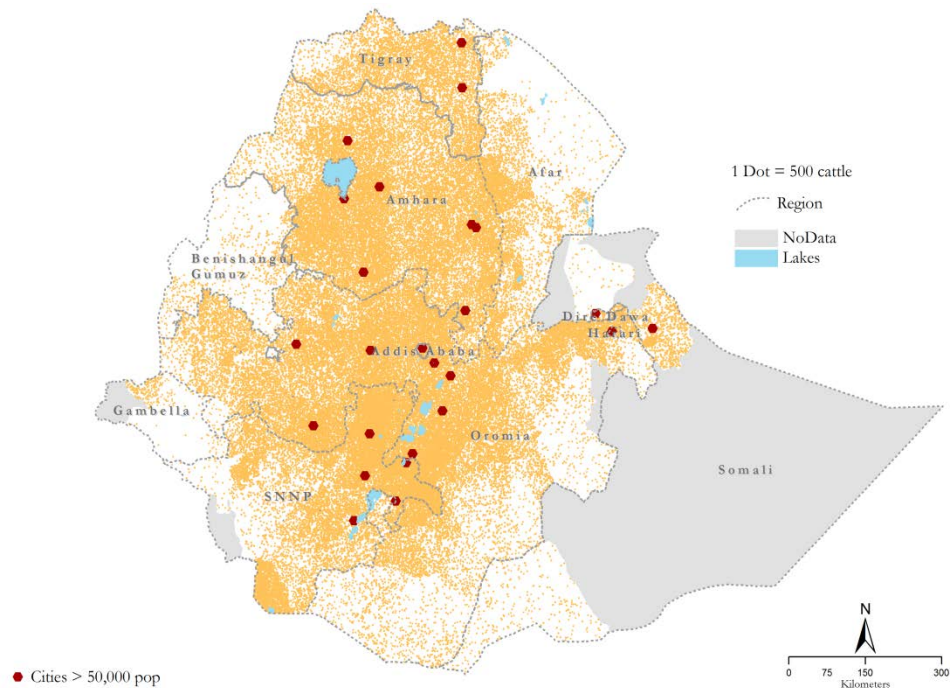 Tigray
Afar
1 Dot = 500 cattle
Region
Amhara
NoData
Lakes
Benishangul
Gumuz
Dire Dawa
Harari
Addis Ababa
Gambella
Oromia
Somali
SNNP
N
Cities > 50,000 pop
0 75 150 300
Kilometers